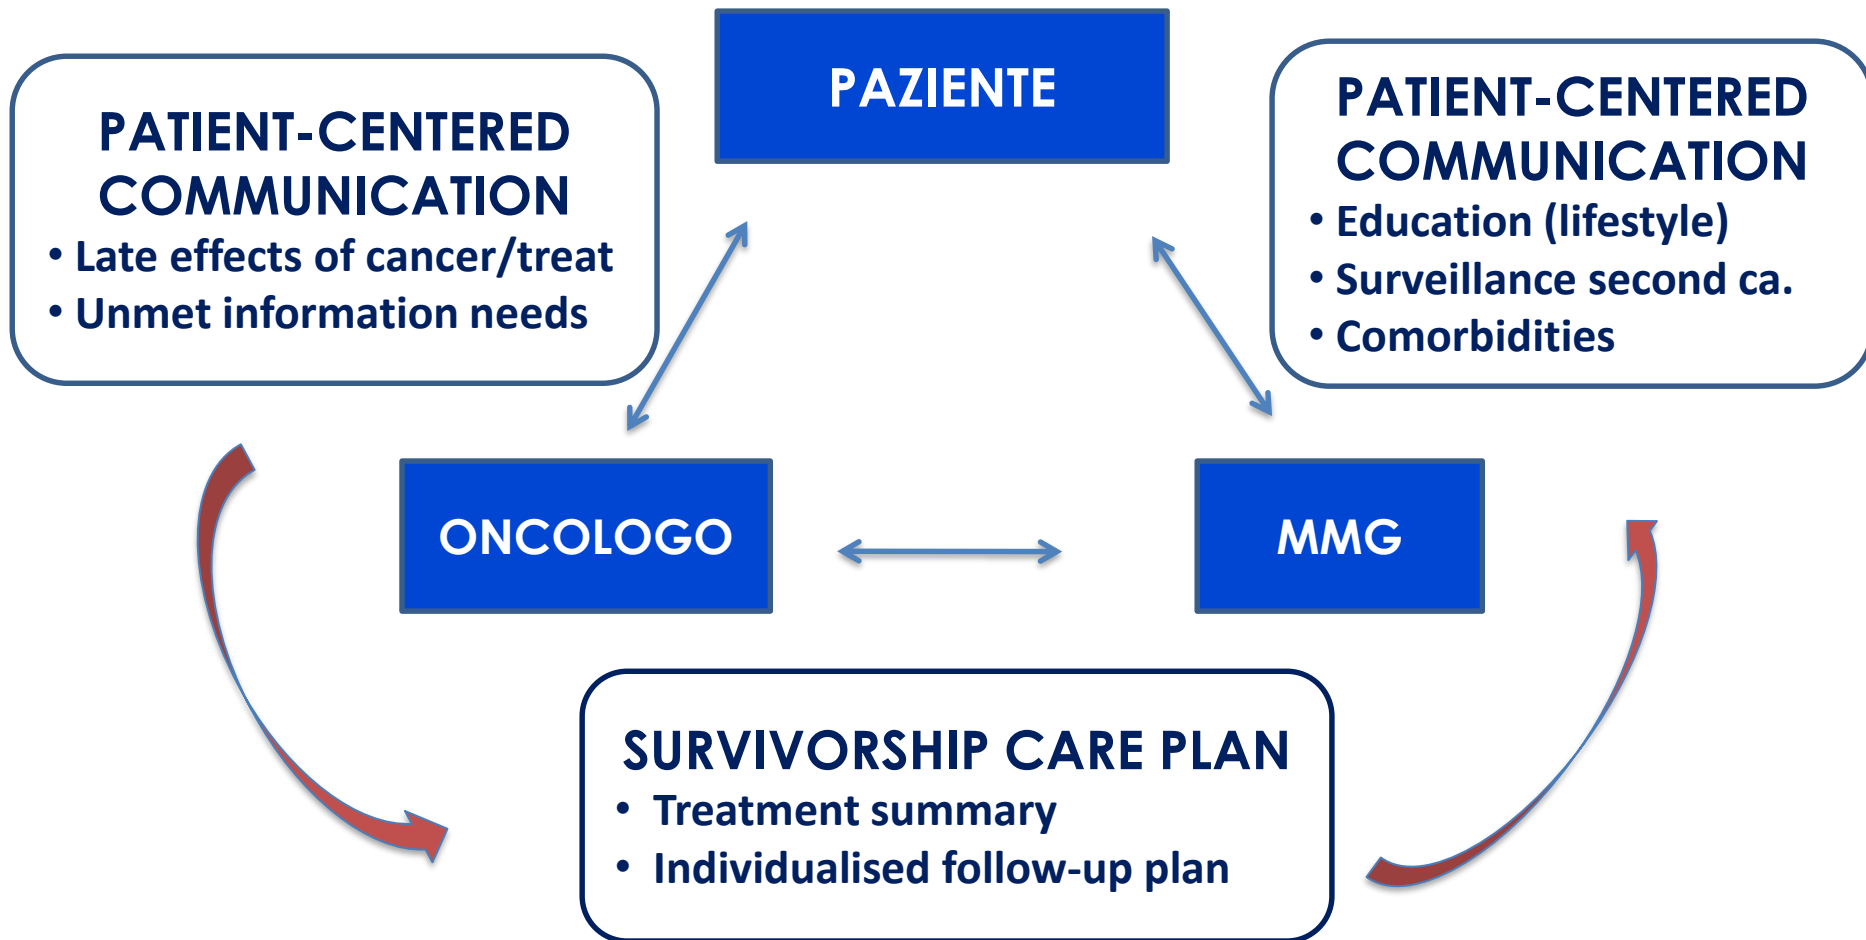 PAZIENTE
PATIENT-CENTERED
COMMUNICATION
• Late effects of cancer/treat
• Unmet information needs
PATIENT-CENTERED
COMMUNICATION
• Education (lifestyle)
• Surveillance second ca.
• Comorbidities
ONCOLOGO
MMG
SURVIVORSHIP CARE PLAN
• Treatment summary
• Individualised follow-up plan